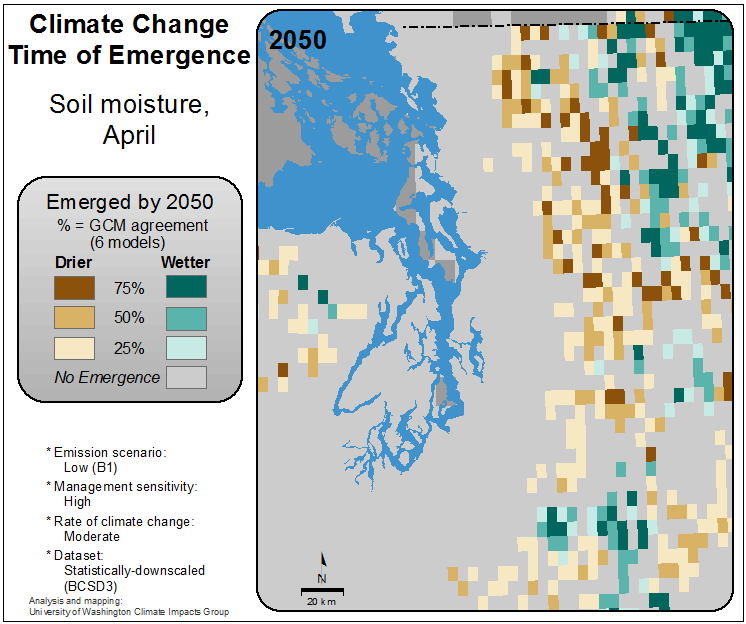 Climate Change
Time of Emergence
Soil moisture,
April
Emerged by 2050
% = GCM agreement
(6 models)
Drier Wetter
75%
50%
25%
No Emergence
* Emission scenario:
Low (B1)
* Management sensitivity:
High
* Rate of climate change:
Moderate
* Dataset:
Statistically-downscaled
(BCSD3)
Analysis and mapping:
University of Washington Climate Impacts Group
2050
N
20 km